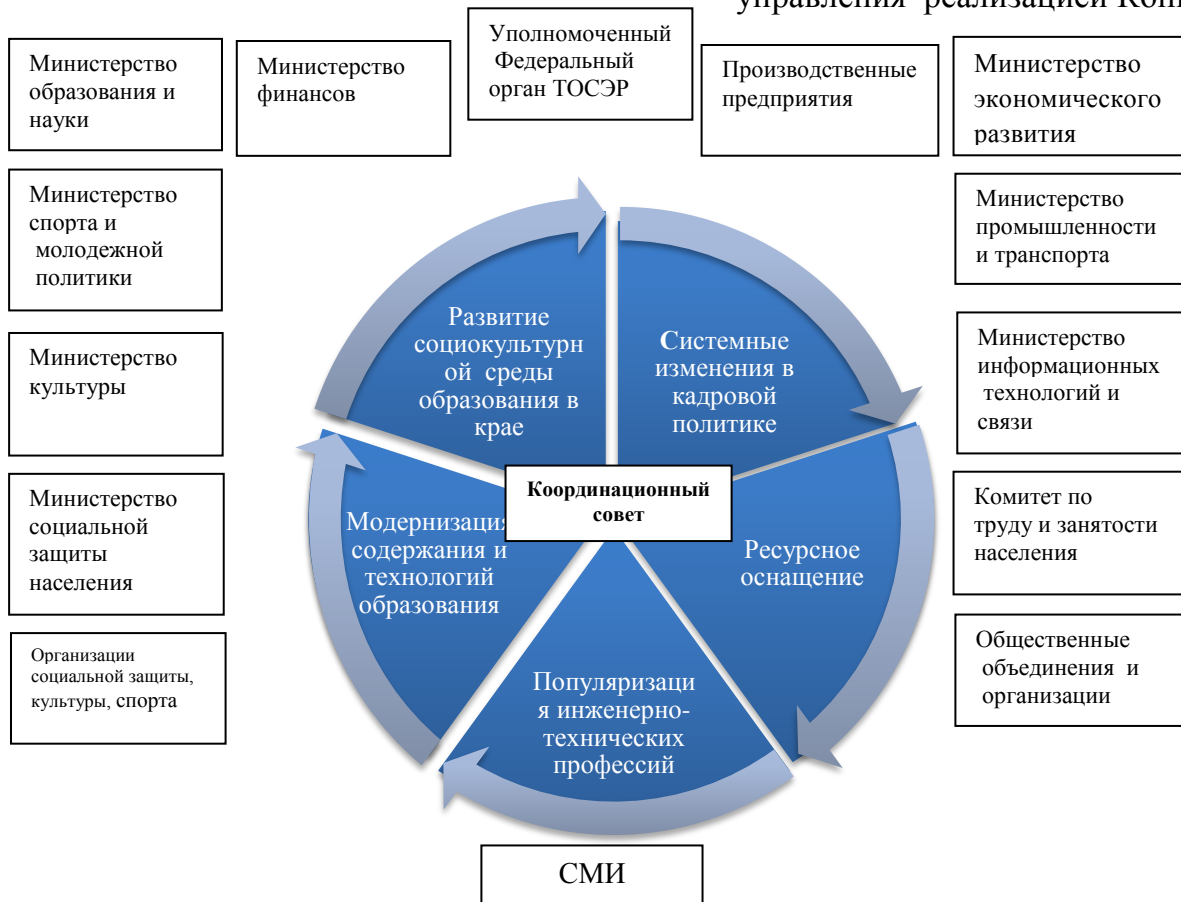 управления реализацией Кон
Министерство
образования и
науки
Министерство
финансов
Уполномоченный
Федеральный
орган ТОСЭР
Производственные
предприятия
Министерство
экономического
развития
Министерство
спорта и
молодежной
политики
Министерство
культуры
Министерство
социальной
защиты
населения
Организации
социальной защиты,
культуры, спорта
Министерство
промышленности
и транспорта
Министерство
информационных
технологий и
связи
Комитет по
труду и занятости
населения
Общественные
объединения и
организации
Развитие
социокультурн
ой среды
образования в
крае
Системные
изменения в
кадровой
политике
Координационный
совет
Модернизация
содержания и
технологий
образования
Ресурсное
оснащение
Популяризаци
я инженерно-
технических
профессий
СМИ